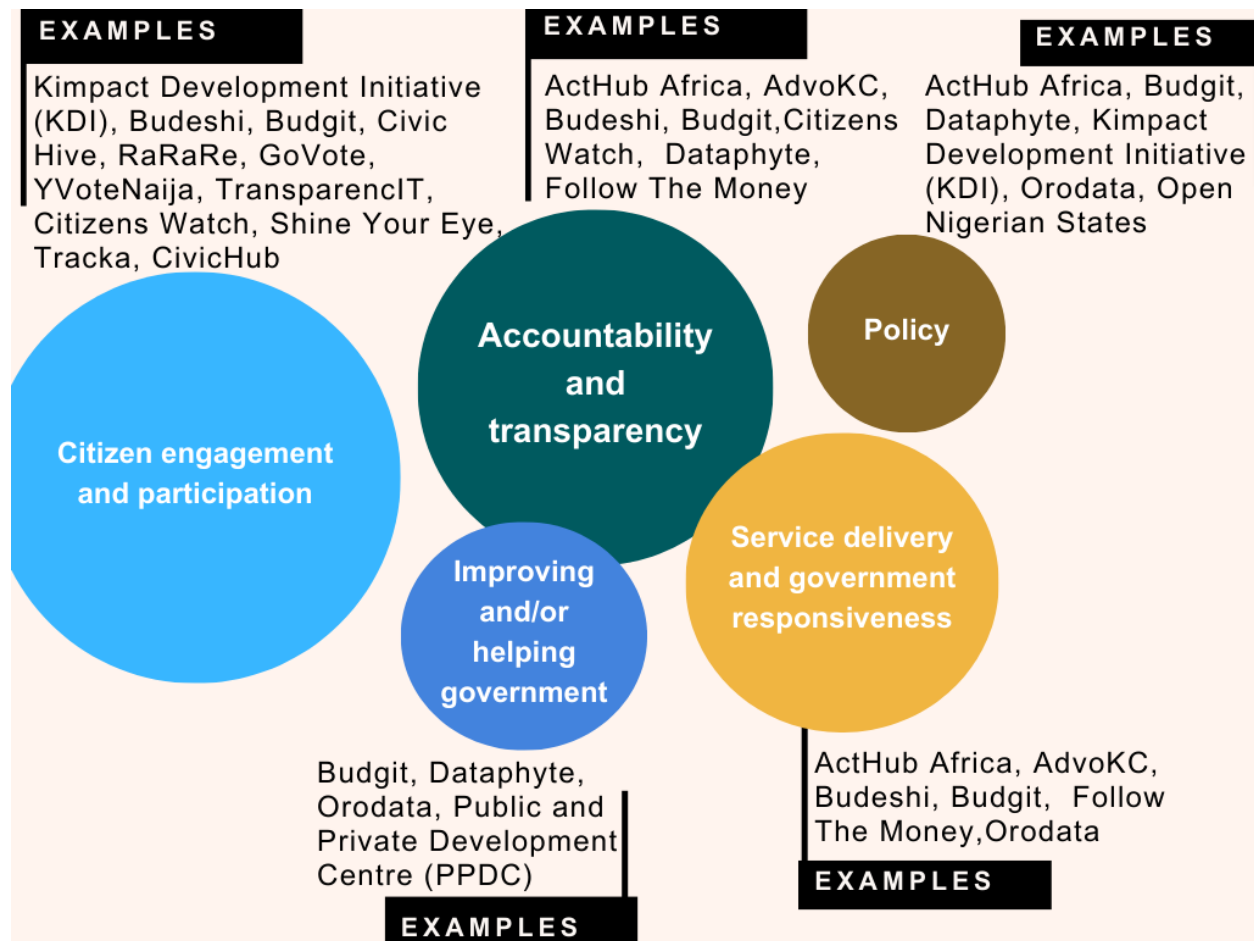 EXAMPLES
Kimpact Development Initiative
(KDI), Budeshi, Budgit, Civic
Hive, RaRaRe, GoVote,
YVoteNaija, TransparencIT,
Citizens Watch, Shine Your Eye,
Tracka, CivicHub
EXAMPLES
ActHub Africa, AdvoKC,
Budeshi, Budgit,Citizens
Watch, Dataphyte,
Follow The Money
EXAMPLES
ActHub Africa, Budgit,
Dataphyte, Kimpact
Development Initiative
(KDI), Orodata, Open
Nigerian States
Citizen engagement
and participation
Accountability
and
transparency
Policy
Improving
and/or
helping
government
Service delivery
and government
responsiveness
Budgit, Dataphyte,
Orodata, Public and
Private Development
Centre (PPDC)
EXAMPLES
ActHub Africa, AdvoKC,
Budeshi, Budgit, Follow
The Money,Orodata
EXAMPLES